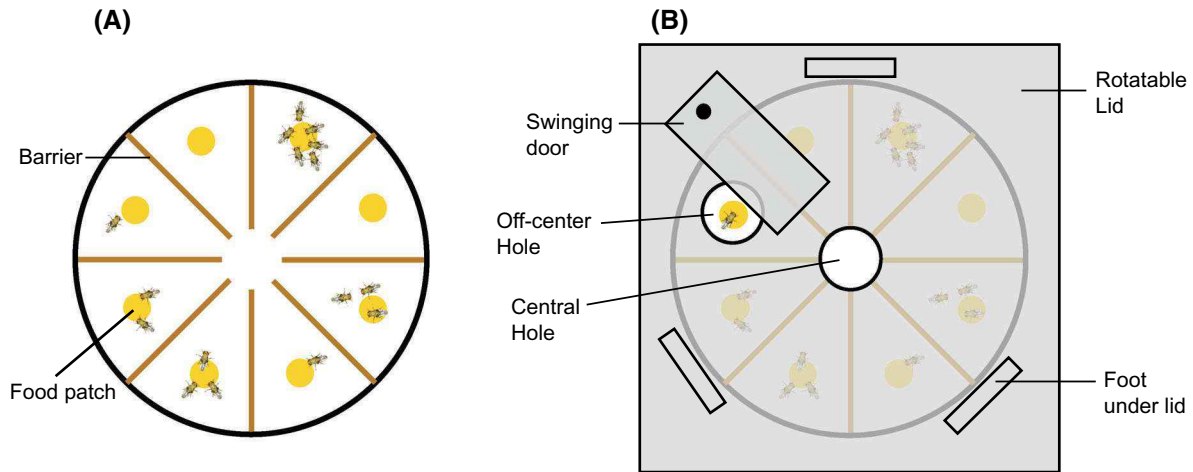 (A)
Barrier
Food patch
(B)
Swinging
door
Off-center
Hole
Central
Hole
Rotatable
Lid
Foot
under lid